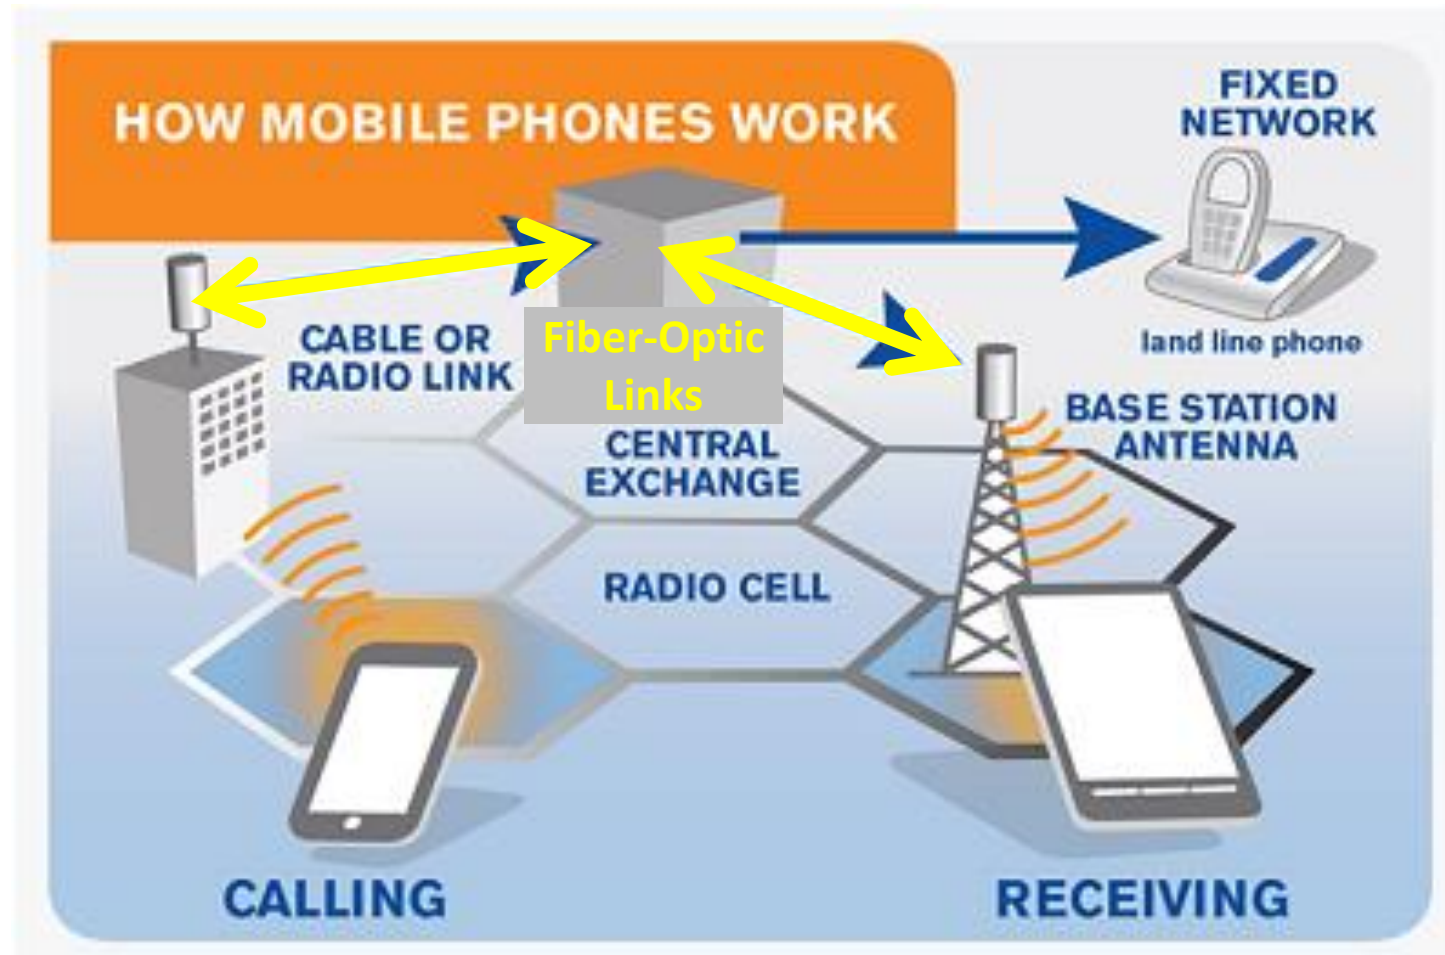 HOW MOBILE PHONES WORK
FIXED
NETWORK
land line phone
CABLE OR
RADIO LINK
Fiber-Optic
Links
BASE STATION
ANTENNA
CENTRAL
EXCHANGE
RADIO CELL
CALLING
RECEIVING